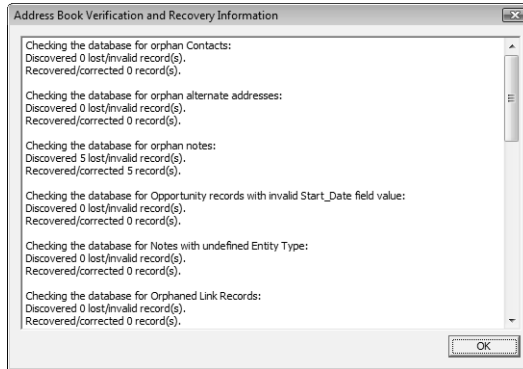 Address Book Verification and Recovery Information
Checking the database for orphan Contacts:
Discovered 0 lost/invalid record(s).
Recovered/corrected 0 record(s).
Checking the database for orphan alternate addresses:
Discovered 0 lost/invalid record(s).
Recovered/corrected 0 record(s).
Checking the database for orphan notes:
Discovered 5 lost/invalid record(s).
Recovered/corrected 5 record(s).
Checking the database for Opportunity records with invalid Start_Date field value:
Discovered 0 lost/invalid record(s).
Recovered/corrected 0 record(s).
Checking the database for Notes with undefined Entity Type:
Discovered 0 lost/invalid record(s).
Recovered/corrected 0 record(s).
Checking the database for Orphaned Link Records:
Discovered 0 lost/invalid record(s).
Recovered/corrected 0 record(s).
OK